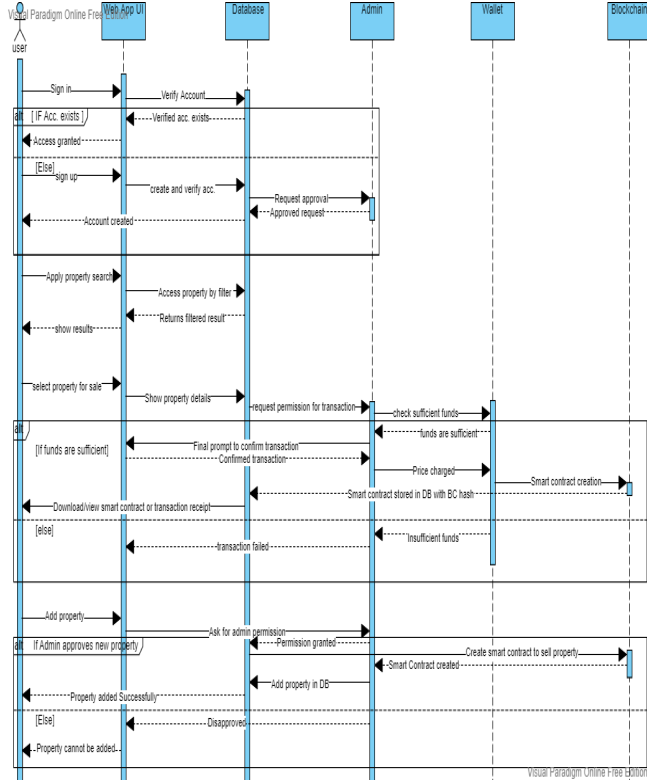 Visual Paradigm Online Free Edition
user
Web App UI
Database
Admin
Wallet
Blockchain
Sign in
Verify Account
alt [ IF Acc. exists ]
Verified acc. exists
Access granted
[Else]
sign up
create and verify acc.
Request approval
Approved request
Account created
Apply property search
Access property by filter
Returns filtered result
show results
select property for sale
Show property details
request permission for transaction
check sufficient funds
alt
funds are sufficient
[If funds are sufficient]
Final prompt to confirm transaction
Confirmed transaction
Price charged
Smart contract creation
Smart contract stored in DB with BC hash
Download/view smart contract or transaction receipt
[else]
Insufficient funds
transaction failed
Add property
Ask for admin permission
alt If Admin approves new property
Permission granted
Create smart contract to sell property
Smart Contract created
Add property in DB
Property added Successfully
[Else]
Disapproved
Property cannot be added
Visual Paradigm Online Free Edition